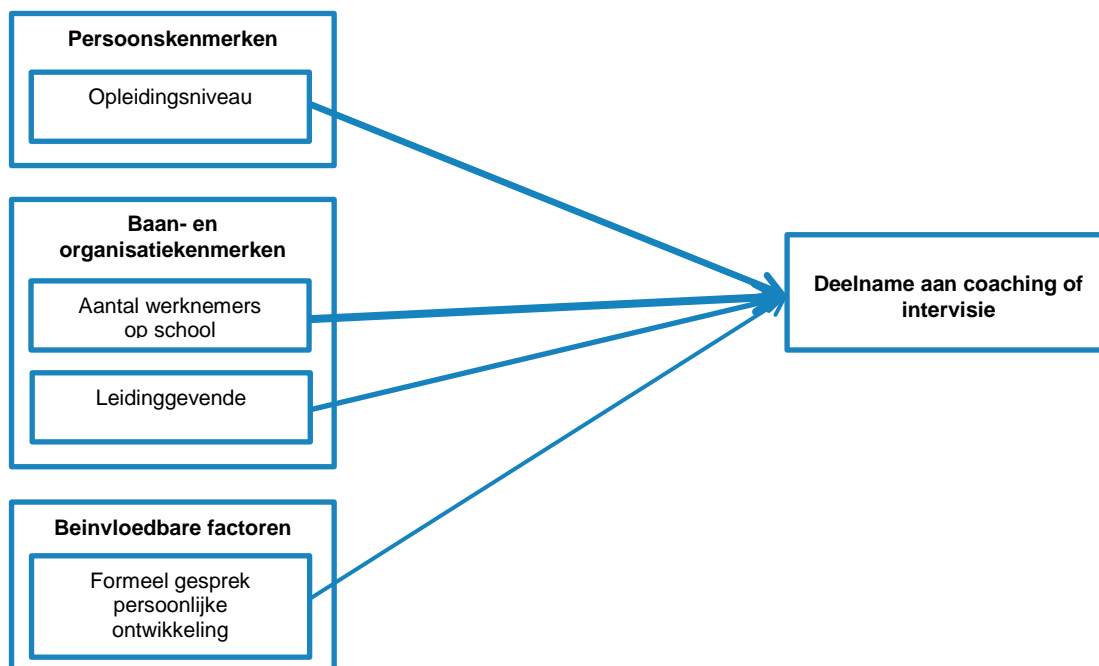 Persoonskenmerken
Opleidingsniveau
Baan- en
organisatiekenmerken
Aantal werknemers
op school
Leidinggevende
Beinvloedbare factoren
Formeel gesprek
persoonlijke
ontwikkeling
Deelname aan coaching of
intervisie